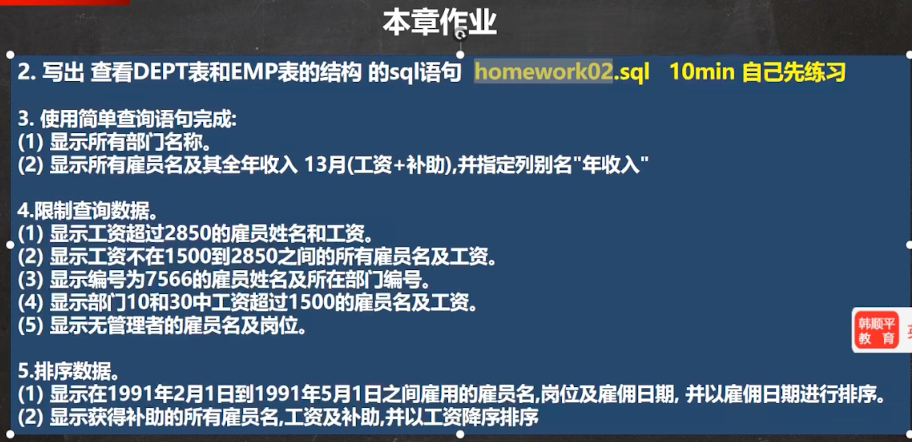 本章作业
2. 写出 查看DEPT表和EMP表的结构 的sql语句 homework02.sql 10min 自己先练习
3. 使用简单查询语句完成:
(1) 显示所有部门名称。
(2) 显示所有雇员名及其全年收入 13月(工资+补助),并指定列别名"年收入"
4.限制查询数据。
(1) 显示工资超过2850的雇员姓名和工资。
(2) 显示工资不在1500到2850之间的所有雇员名及工资。
(3) 显示编号为7566的雇员姓名及所在部门编号。
(4) 显示部门10和30中工资超过1500的雇员名及工资。
(5) 显示无管理者的雇员名及岗位。
韩顺平
教育
5.排序数据。
(1) 显示在1991年2月1日到1991年5月1日之间雇用的雇员名,岗位及雇佣日期, 并以雇佣日期进行排序。
(2) 显示获得补助的所有雇员名,工资及补助,并以工资降序排序